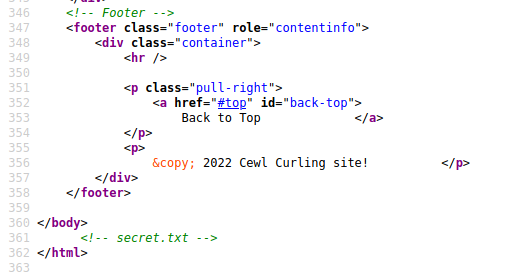 345 </div>
346 <!-- Footer -->
347 <footer class="footer" role="contentinfo">
348 <div class="container">
349 <hr />
350
351 <p class="pull-right">
352 <a href="#top" id="back-top">
353 Back to Top </a>
354 </p>
355 <p>
356 &copy; 2022 Cewl Curling site! </p>
357 </div>
358 </footer>
359
360 </body>
361 <!-- secret.txt -->
362 </html>
363